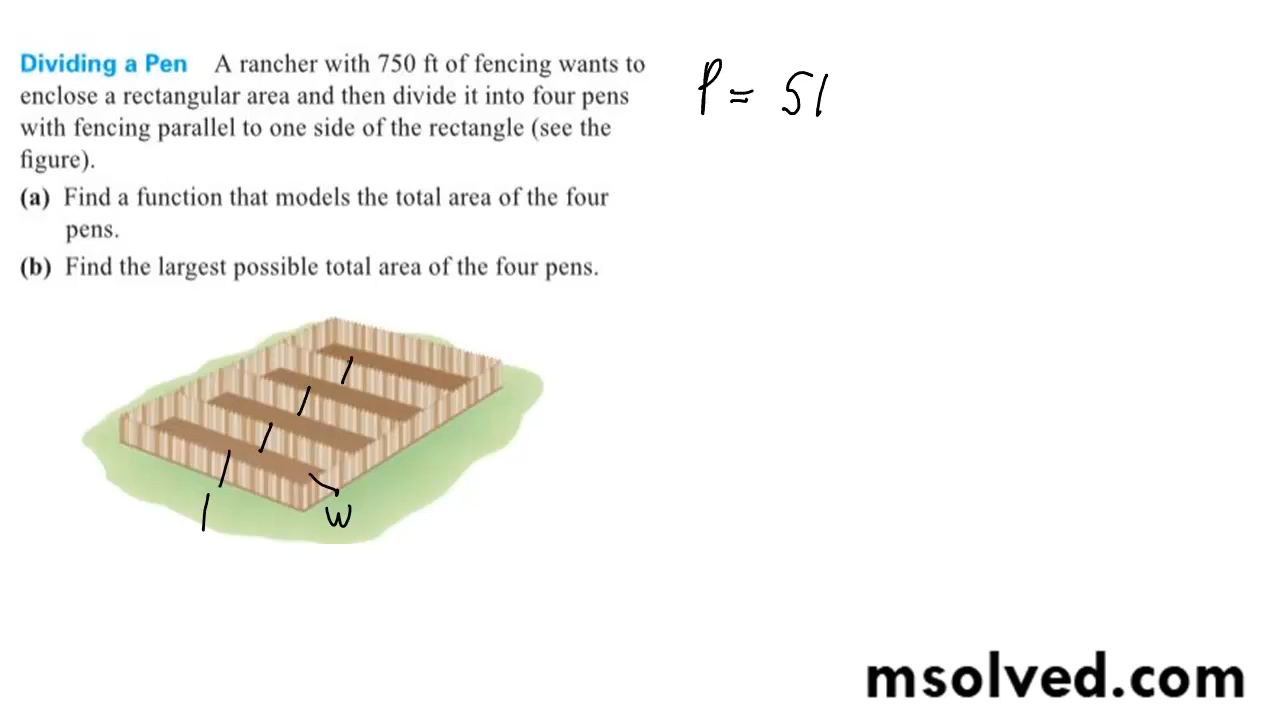 Dividing a Pen A rancher with 750 ft of fencing wants to
enclose a rectangular area and then divide it into four pens
with fencing parallel to one side of the rectangle (see the
figure).
(a) Find a function that models the total area of the four
pens.
(b) Find the largest possible total area of the four pens.
P = 5l
l
l
l
l
l
w
msolved.com